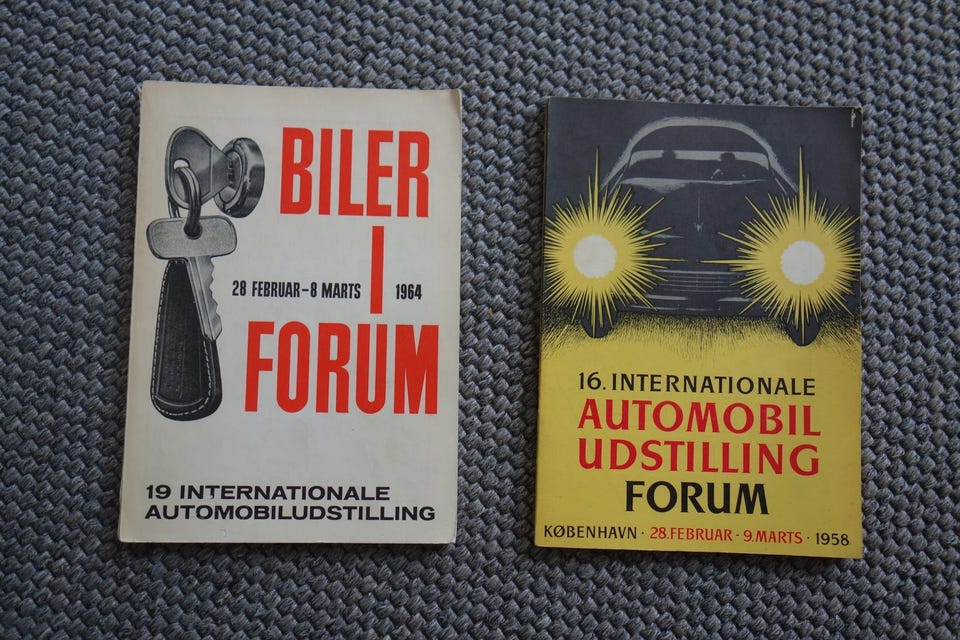 BILER
I
28 FEBRUAR-8 MARTS 1964
FORUM
19 INTERNATIONALE
AUTOMOBILUDSTILLING
16. INTERNATIONALE
AUTOMOBIL
UDSTILLING
FORUM
KØBENHAVN · 28. FEBRUAR · 9. MARTS · 1958